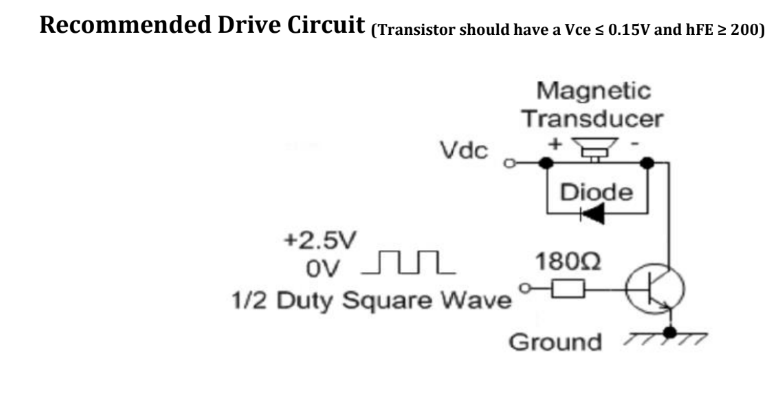 Recommended Drive Circuit (Transistor should have a Vce ≤ 0.15V and hFE ≥ 200)
Magnetic
Transducer
Vdc + -
Diode
+2.5V
0V
180Ω
1/2 Duty Square Wave
Ground